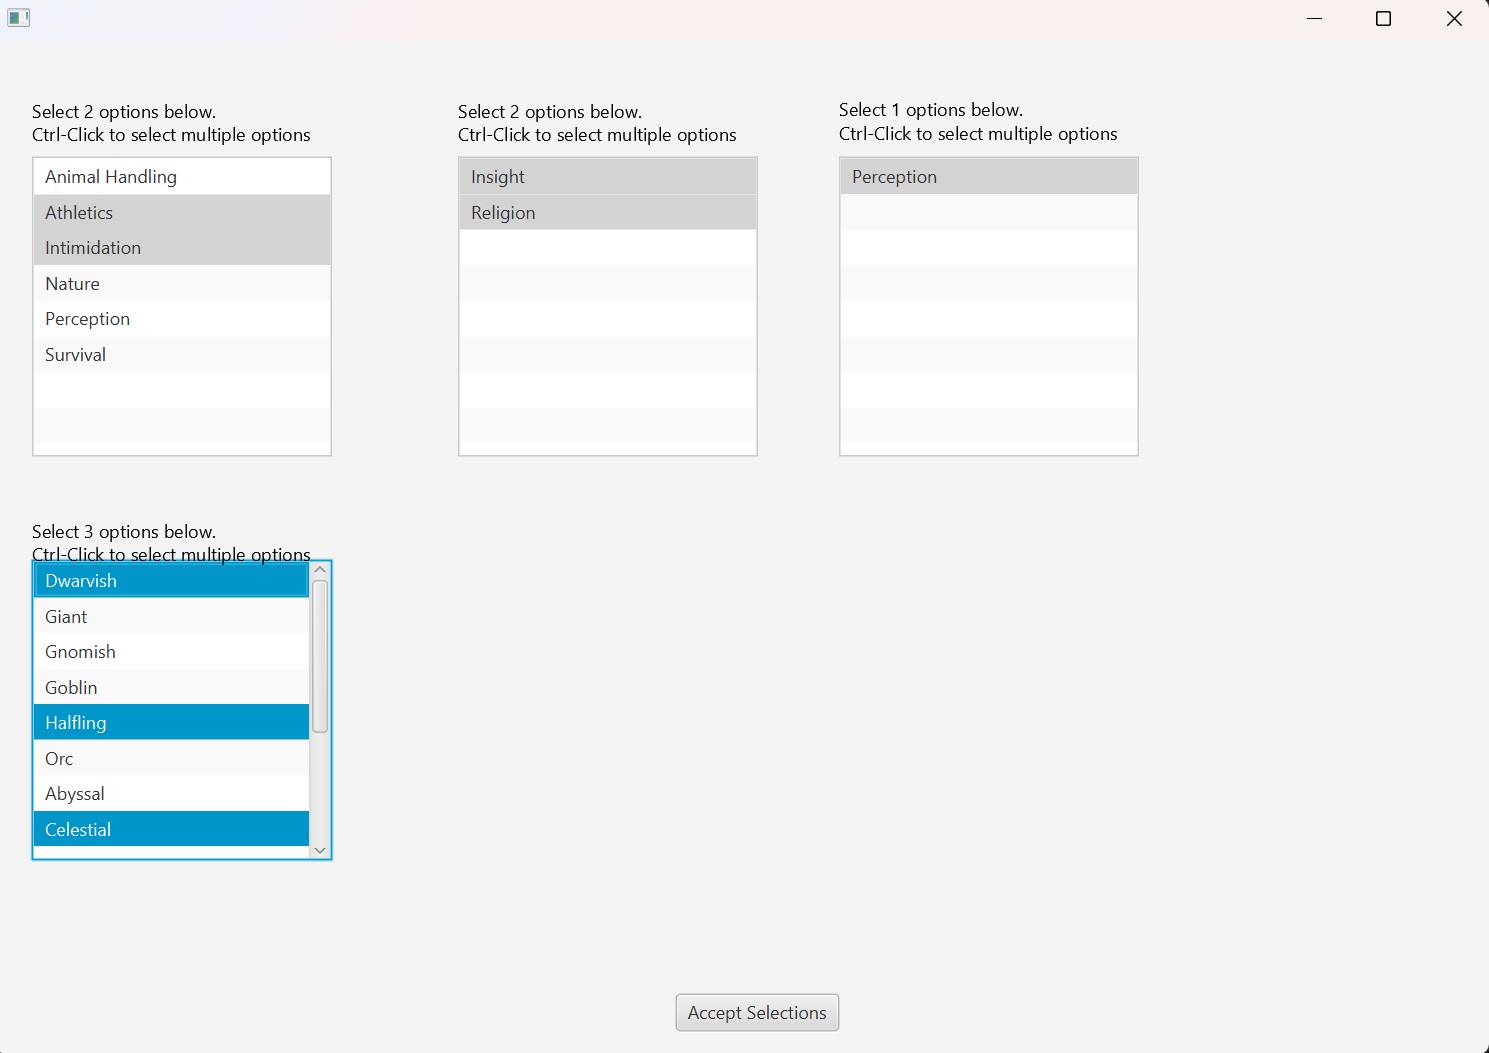 Select 2 options below.
Ctrl-Click to select multiple options
Animal Handling
Athletics
Intimidation
Nature
Perception
Survival
Select 2 options below.
Ctrl-Click to select multiple options
Insight
Religion
Select 1 options below.
Ctrl-Click to select multiple options
Perception
Select 3 options below.
Ctrl-Click to select multiple options
Dwarvish
Giant
Gnomish
Goblin
Halfling
Orc
Abyssal
Celestial
Accept Selections